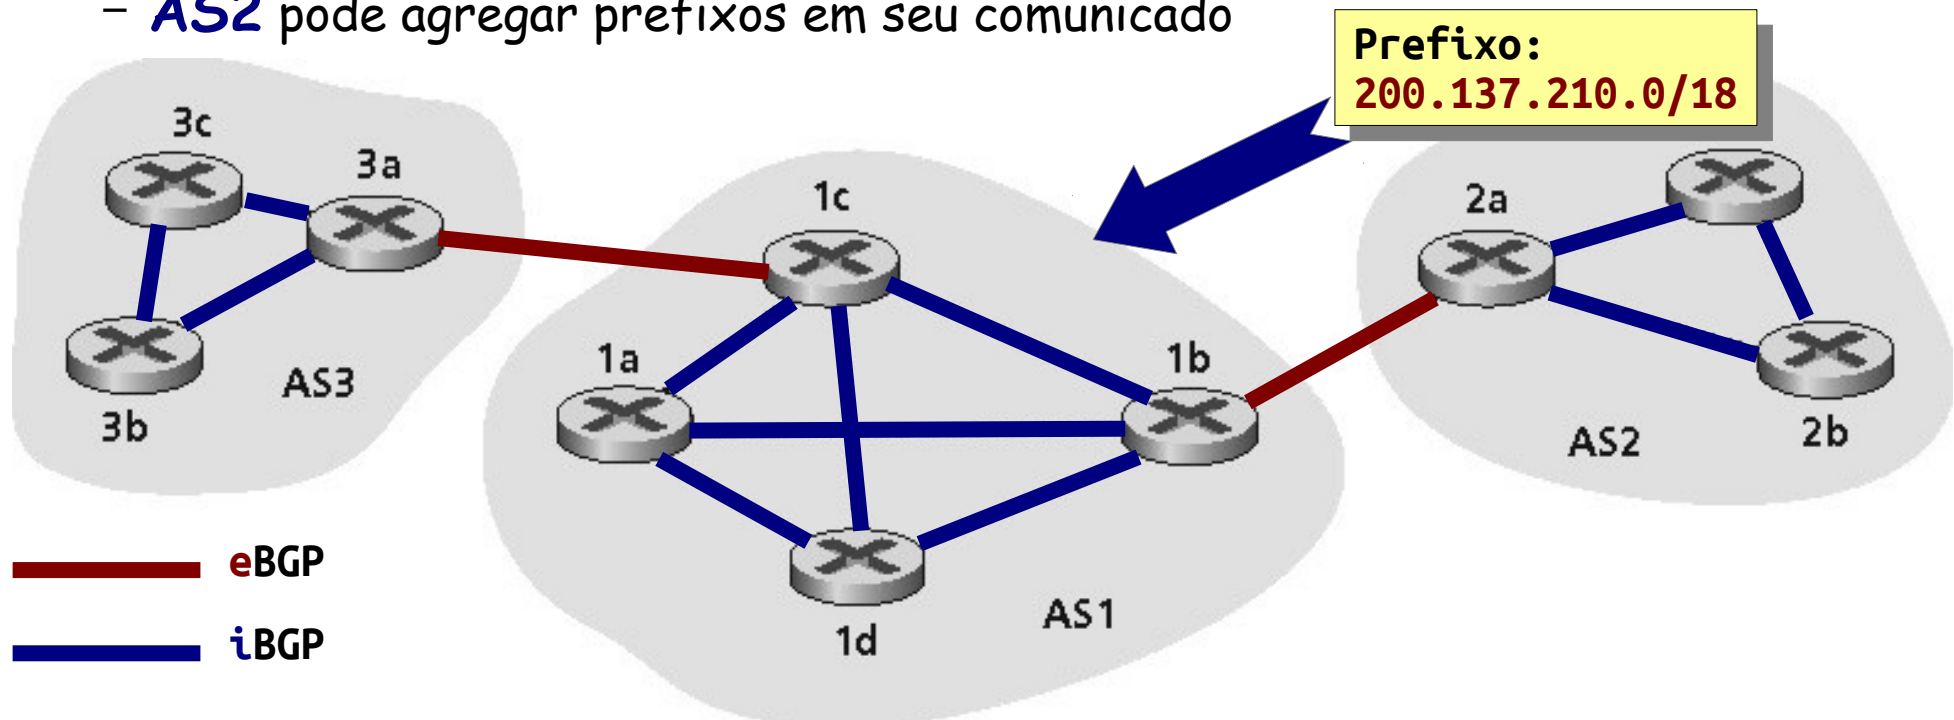 – AS2 pode agregar prefixos em seu comunicado
Prefixo:
200.137.210.0/18
3c
3a
1c
2a
1a
1b
AS3
3b
AS2
2b
eBGP
AS1
1d
iBGP